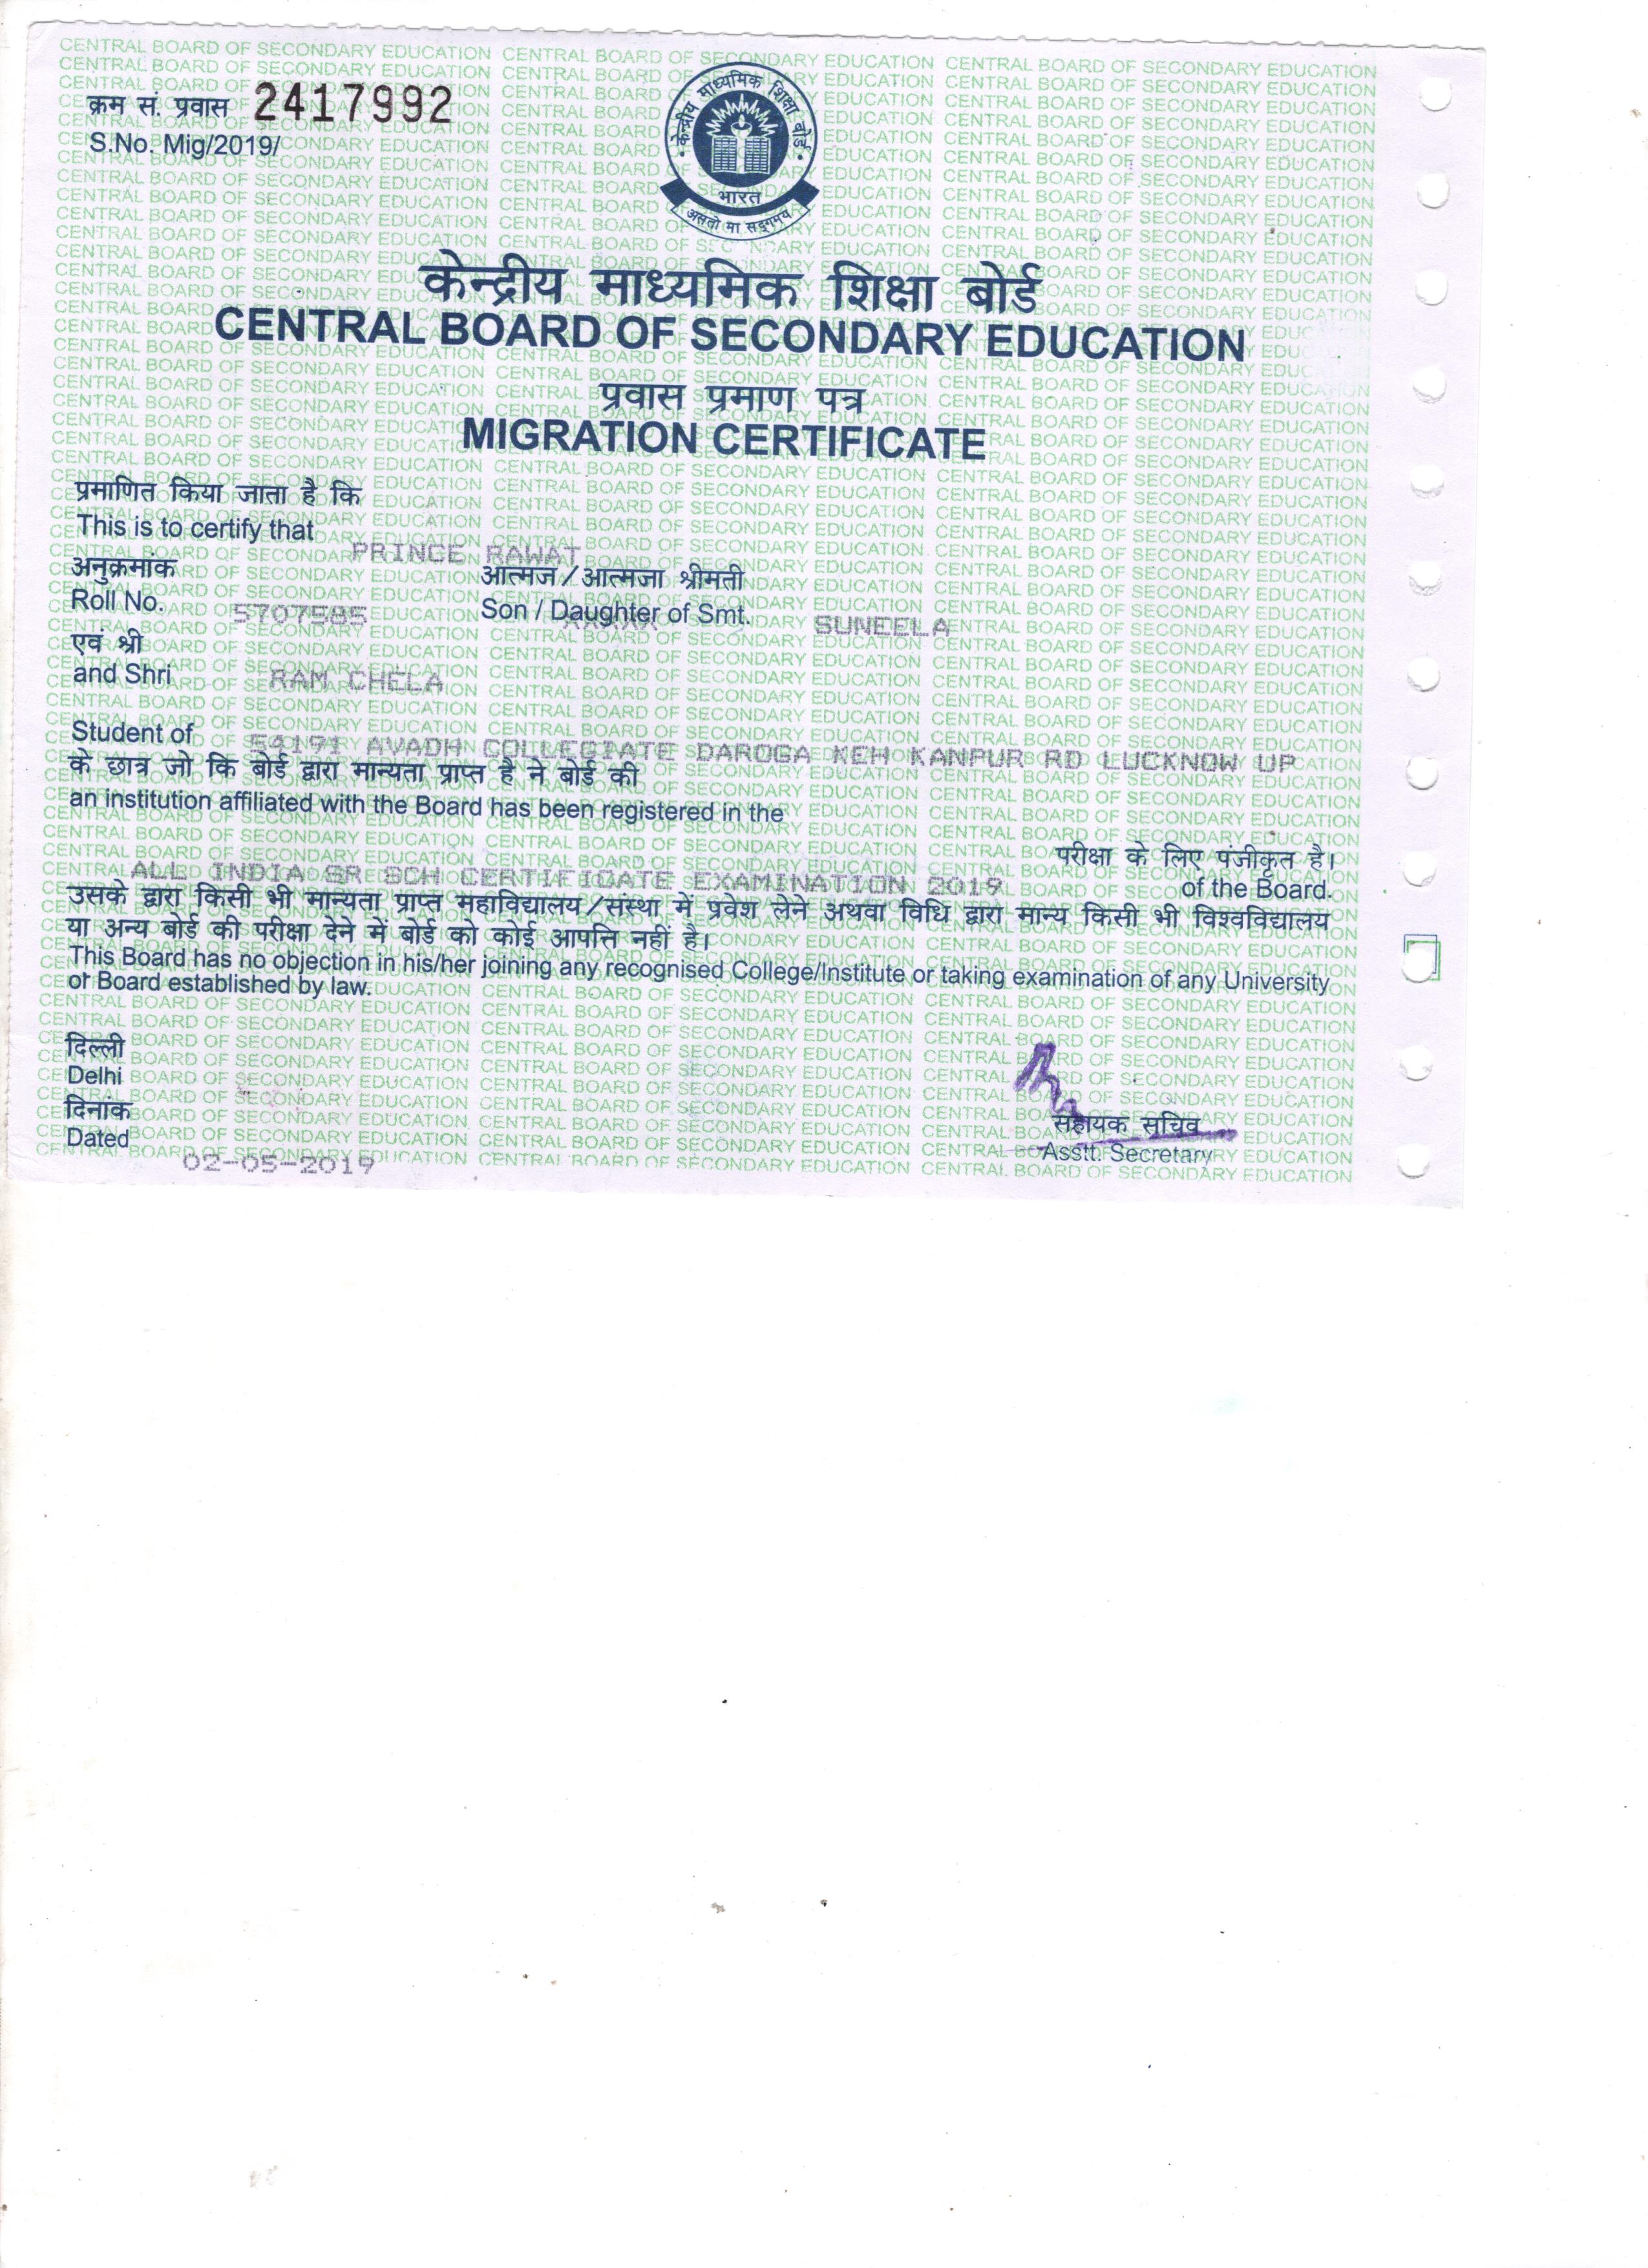 क्रम सं. प्रवास 2417992
S.No. Mig/2019/
केन्द्रीय माध्यमिक शिक्षा बोर्ड
भारत
असतो मा सद्गमय
केन्द्रीय माध्यमिक शिक्षा बोर्ड
CENTRAL BOARD OF SECONDARY EDUCATION
प्रवास प्रमाण पत्र
MIGRATION CERTIFICATE
प्रमाणित किया जाता है कि
This is to certify that PRINCE RAWAT
अनुक्रमांक आत्मज/आत्मजा श्रीमती
Roll No. 5707585 Son / Daughter of Smt. SUNEELA
एवं श्री
and Shri RAM CHELA
Student of 54191 AVADH COLLEGIATE DAROGA KEH KANPUR RD LUCKNOW UP
के छात्र जो कि बोर्ड द्वारा मान्यता प्राप्त है ने बोर्ड की
an institution affiliated with the Board has been registered in the
परीक्षा के लिए पंजीकृत है।
ALL INDIA SR SCH CERTIFICATE EXAMINATION 2019 of the Board.
उसके द्वारा किसी भी मान्यता प्राप्त महाविद्यालय/संस्था में प्रवेश लेने अथवा विधि द्वारा मान्य किसी भी विश्वविद्यालय
या अन्य बोर्ड की परीक्षा देने में बोर्ड को कोई आपत्ति नहीं है।
This Board has no objection in his/her joining any recognised College/Institute or taking examination of any University
or Board established by law.
दिल्ली
Delhi
दिनांक
Dated 02-05-2019
सहायक सचिव
Asstt. Secretary